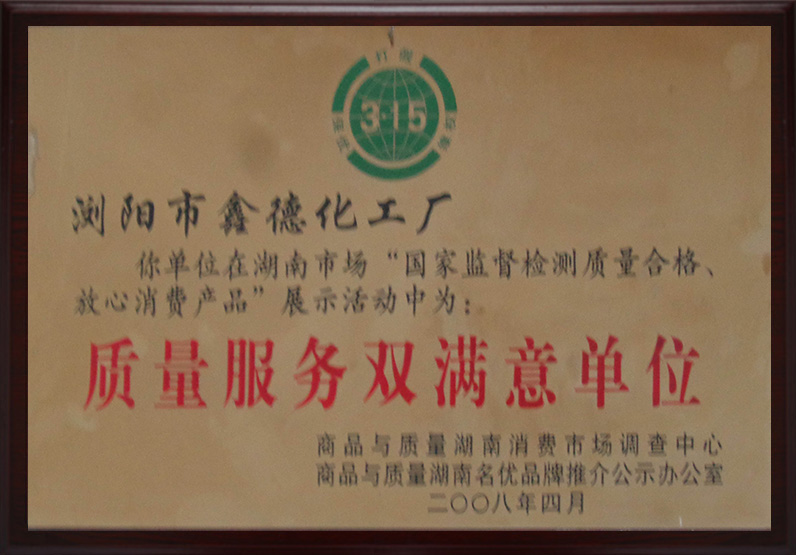 打假
3·15
维权
浏阳市鑫德化工厂
你单位在湖南市场“国家监督检测质量合格、
放心消费产品”展示活动中为：
质量服务双满意单位
商品与质量湖南消费市场调查中心
商品与质量湖南名优品牌推介公示办公室
二〇〇八年四月